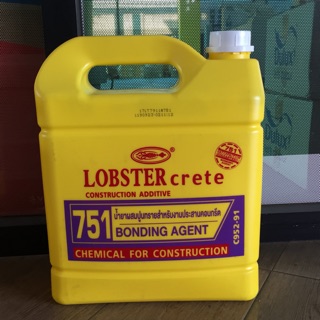 LOBSTER crete
CONSTRUCTION ADDITIVE
751
น้ำยาผสมปูนทรายสำหรับงานประสานคอนกรีต
BONDING AGENT
C952-91
CHEMICAL FOR CONSTRUCTION
Dulux